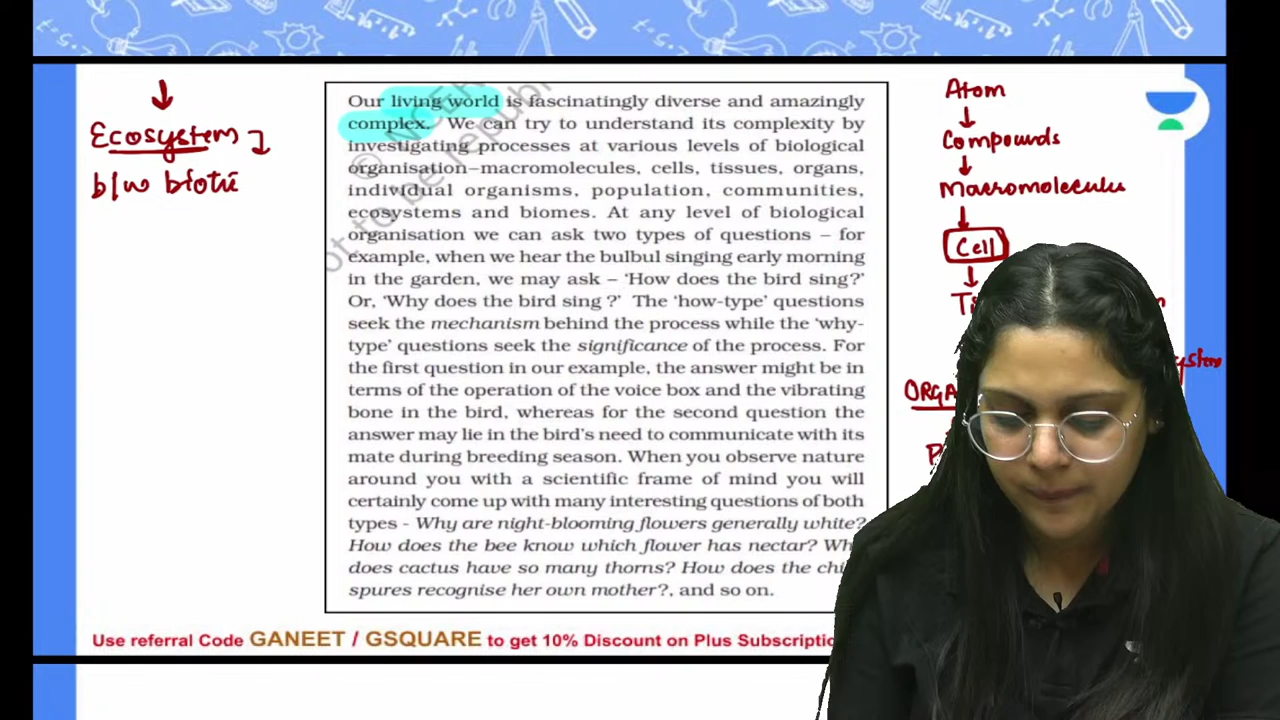 Ecosystem
b/w biotic
Our living world is fascinatingly diverse and amazingly
complex. We can try to understand its complexity by
investigating processes at various levels of biological
organisation–macromolecules, cells, tissues, organs,
individual organisms, population, communities,
ecosystems and biomes. At any level of biological
organisation we can ask two types of questions – for
example, when we hear the bulbul singing early morning
in the garden, we may ask – ‘How does the bird sing?’
Or, ‘Why does the bird sing ?’ The ‘how-type’ questions
seek the mechanism behind the process while the ‘why-
type’ questions seek the significance of the process. For
the first question in our example, the answer might be in
terms of the operation of the voice box and the vibrating
bone in the bird, whereas for the second question the
answer may lie in the bird’s need to communicate with its
mate during breeding season. When you observe nature
around you with a scientific frame of mind you will
certainly come up with many interesting questions of both
types - Why are night-blooming flowers generally white?
How does the bee know which flower has nectar?
does cactus have so many thorns? How does the
spures recognise her own mother?, and so on.
Atom
Compounds
Macromolecules
Cell
Use referral Code GANEET / GSQUARE to get 10% Discount on Plus